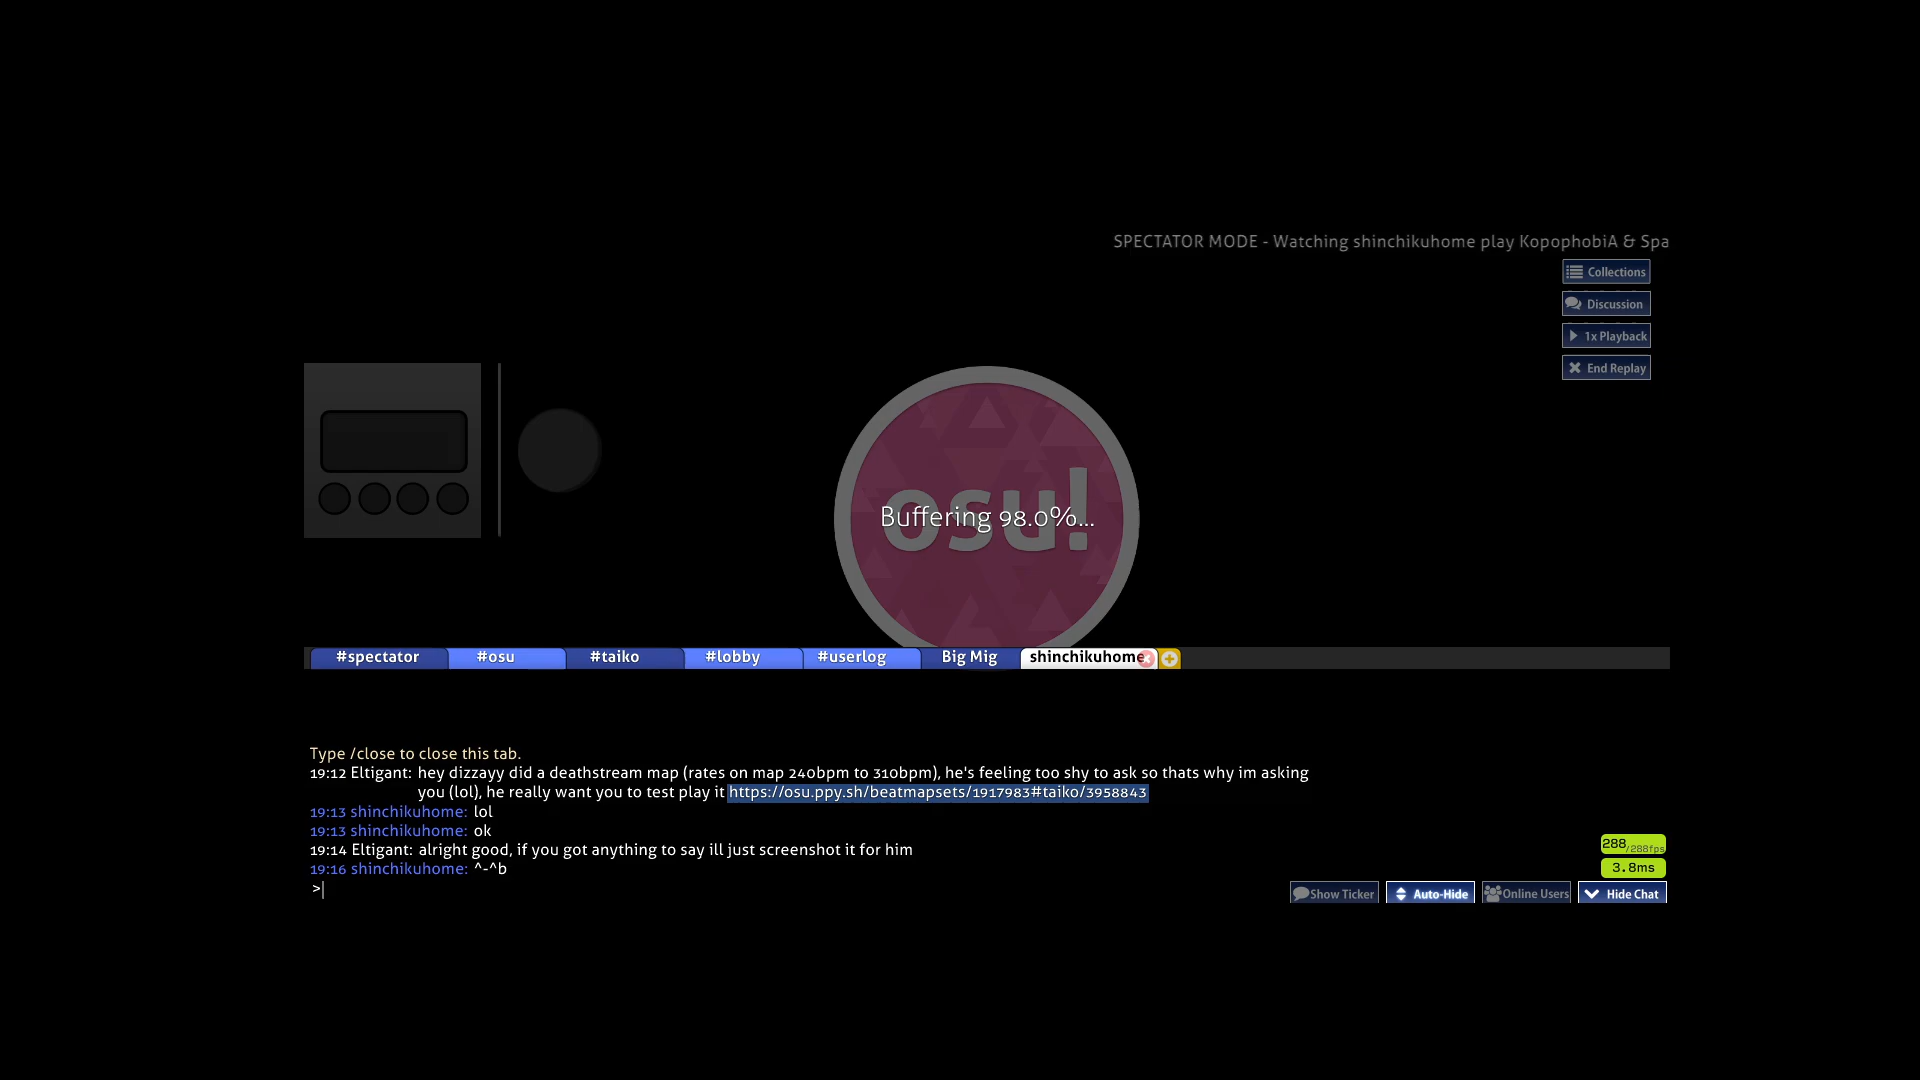 SPECTATOR MODE - Watching shinchikuhome play KopophobiA & Spa
Collections
Discussion
1x Playback
End Replay
osu!
Buffering 98.0%...
#spectator
#osu
#taiko
#lobby
#userlog
Big Mig
shinchikuhome
Type /close to close this tab.
19:12 Eltigant: hey dizzayy did a deathstream map (rates on map 240bpm to 310bpm), he's feeling too shy to ask so thats why im asking
you (lol), he really want you to test play it https://osu.ppy.sh/beatmapsets/1917983#taiko/3958843
19:13 shinchikuhome: lol
19:13 shinchikuhome: ok
19:14 Eltigant: alright good, if you got anything to say ill just screenshot it for him
19:16 shinchikuhome: ^-^b
>
288/288fps
3.8ms
Show Ticker
Auto-Hide
Online Users
Hide Chat